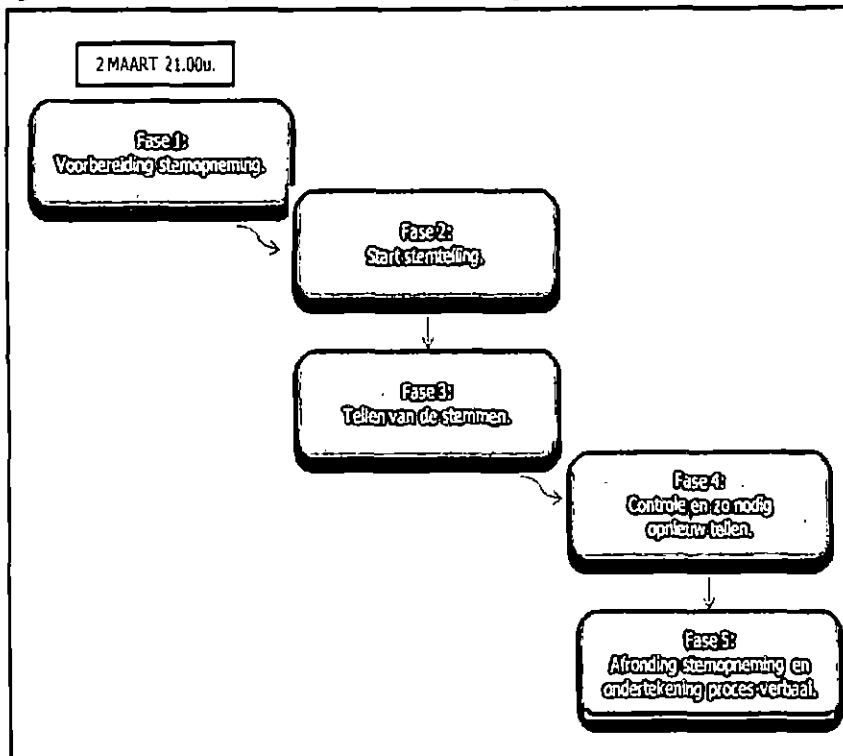 2 MAART 21.00u.
Fase 1:
Voorbereiding stemopneming.
Fase 2:
Start stemtelling.
Fase 3:
Tellen van de stemmen.
Fase 4:
Controle en zo nodig
opnieuw tellen.
Fase 5:
Afronding stemopneming en
ondertekening proces-verbaal.